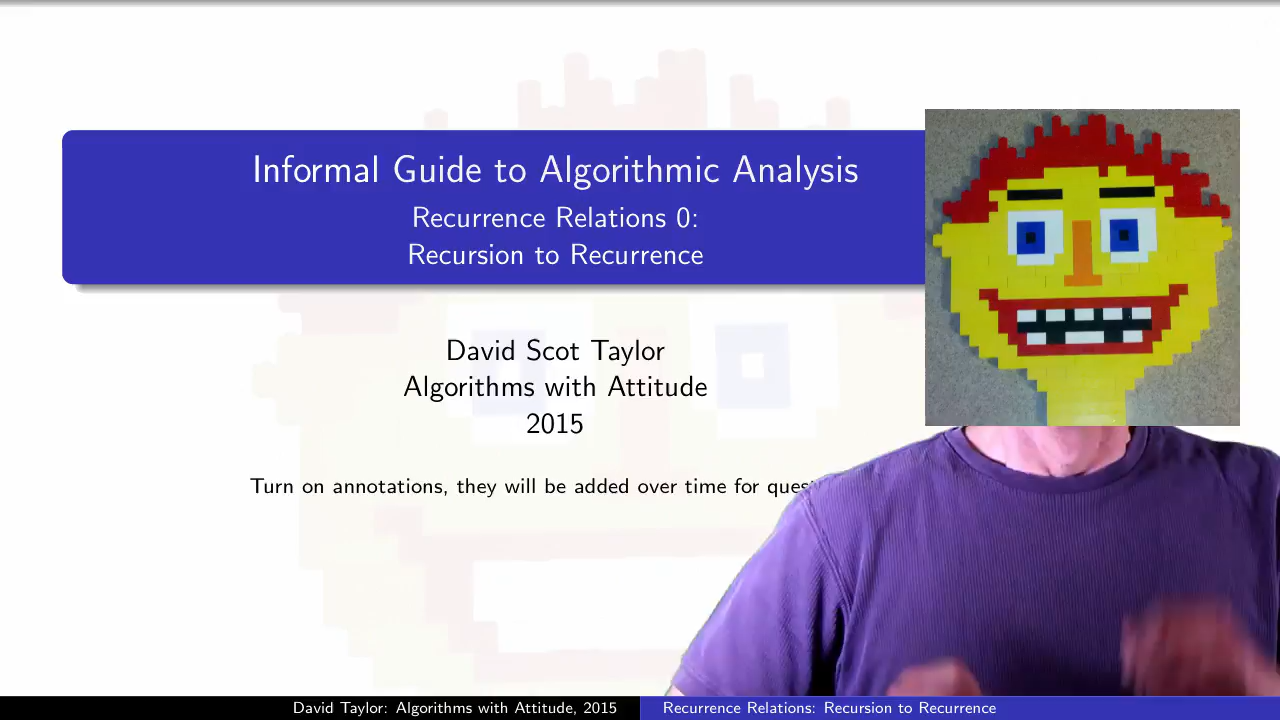 Informal Guide to Algorithmic Analysis
Recurrence Relations 0:
Recursion to Recurrence
David Scot Taylor
Algorithms with Attitude
2015
Turn on annotations, they will be added over time for
David Taylor: Algorithms with Attitude, 2015
Recurrence Relations: Recursion to Recurrence